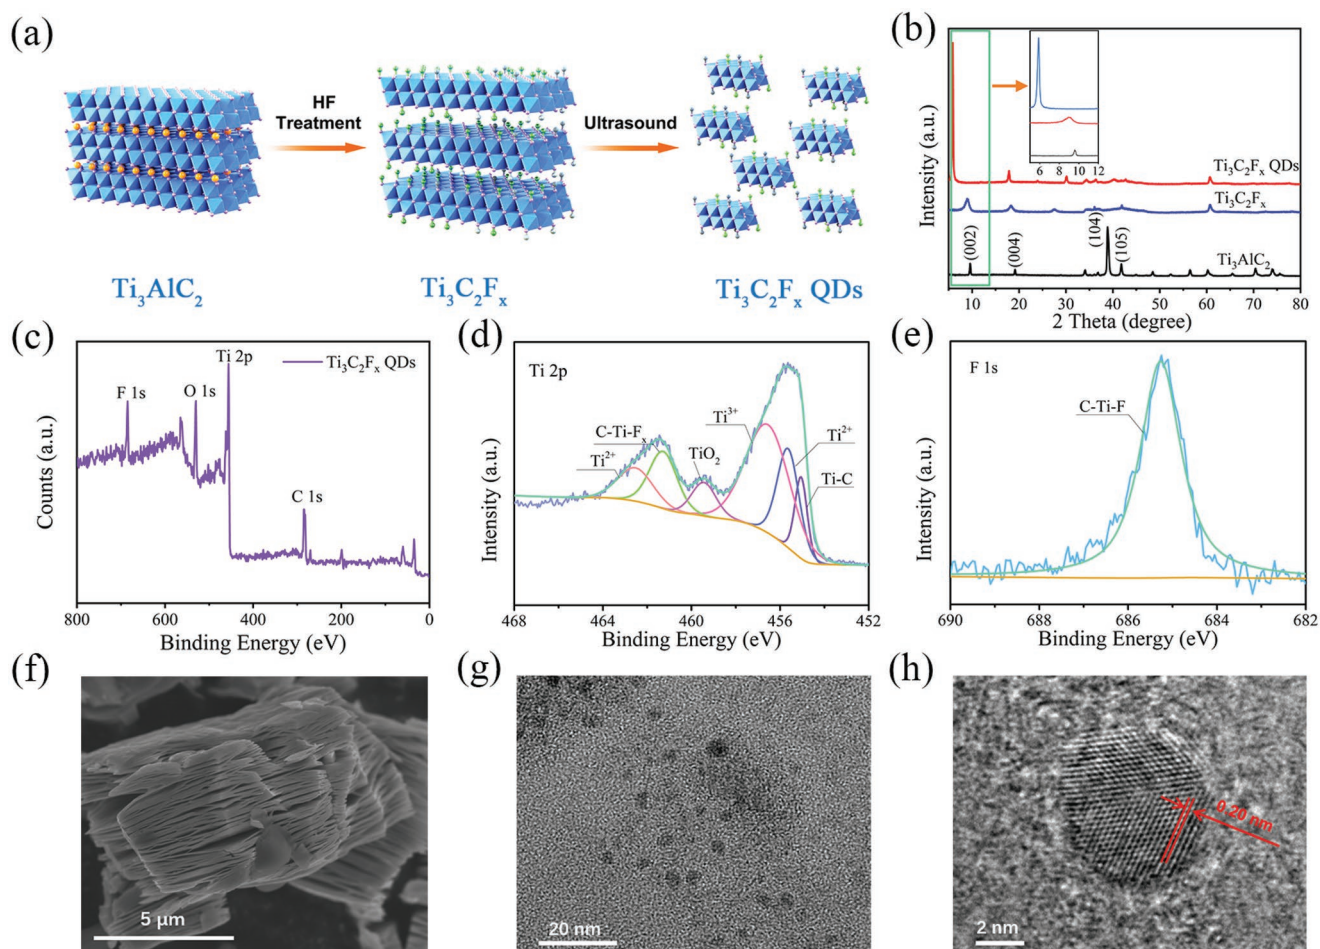 (a)
HF
Treatment
Ultrasound
Ti₃AlC₂
Ti₃C₂Fₓ
Ti₃C₂Fₓ QDs
(b)
Intensity (a.u.)
6 8 10 12
Ti₃C₂Fₓ QDs
Ti₃C₂Fₓ
(002)
(004)
(104)
(105)
Ti₃AlC₂
10 20 30 40 50 60 70 80
2 Theta (degree)
(c)
Counts (a.u.)
F 1s
O 1s
Ti 2p
Ti₃C₂Fₓ QDs
C 1s
800 600 400 200 0
Binding Energy (eV)
(d)
Intensity (a.u.)
Ti 2p
C-Ti-Fₓ
Ti²⁺
TiO₂
Ti³⁺
Ti²⁺
Ti-C
468 464 460 456 452
Binding Energy (eV)
(e)
Intensity (a.u.)
F 1s
C-Ti-F
690 688 686 684 682
Binding Energy (eV)
(f)
5 μm
(g)
20 nm
(h)
0.20 nm
2 nm